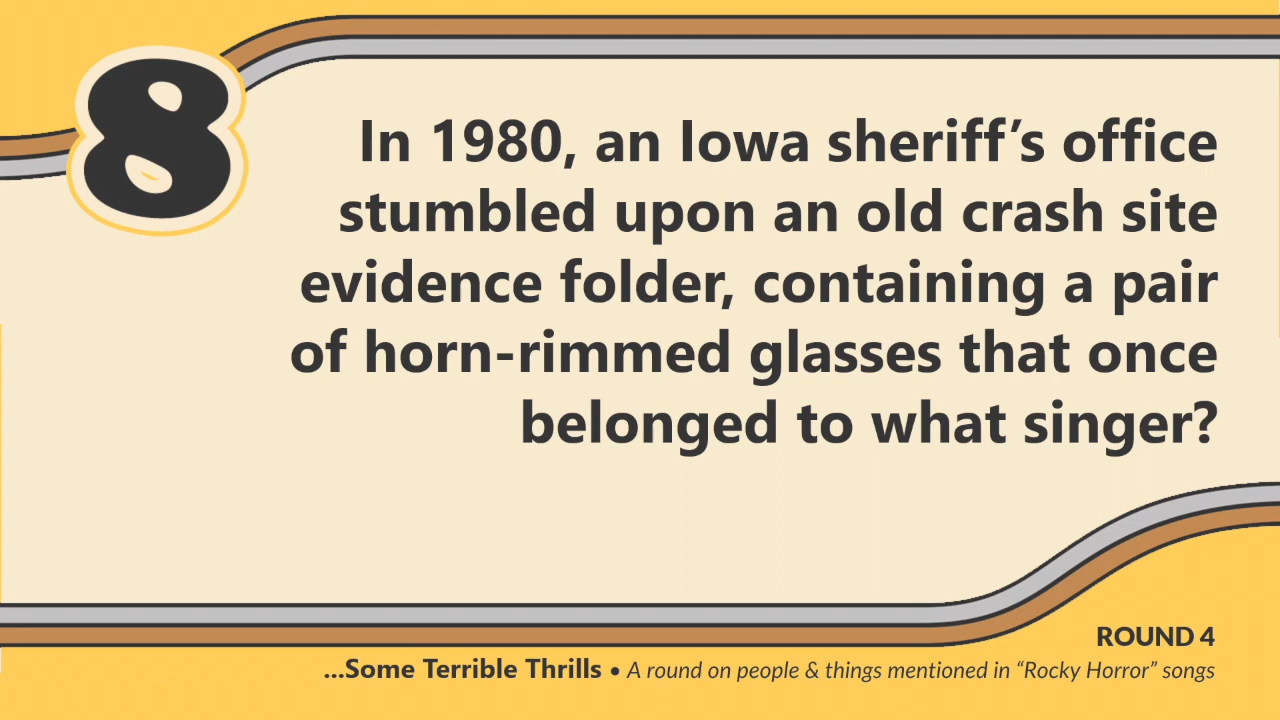 8
In 1980, an Iowa sheriff’s office
stumbled upon an old crash site
evidence folder, containing a pair
of horn-rimmed glasses that once
belonged to what singer?
ROUND 4
...Some Terrible Thrills • A round on people & things mentioned in “Rocky Horror” songs